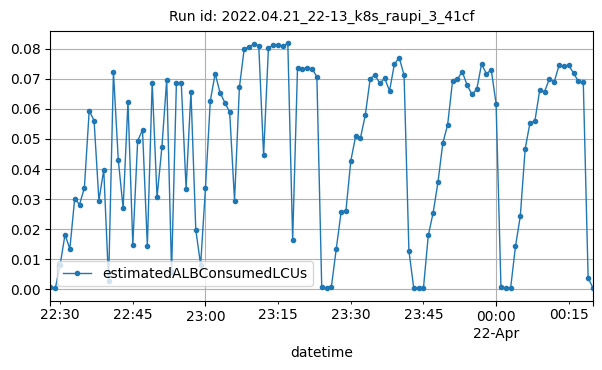 Run id: 2022.04.21_22-13_k8s_raupi_3_41cf
0.08
0.07
0.06
0.05
0.04
0.03
0.02
0.01
0.00
estimatedALBConsumedLCUs
22:30 22:45 23:00 23:15 23:30 23:45 00:00 00:15
22-Apr
datetime